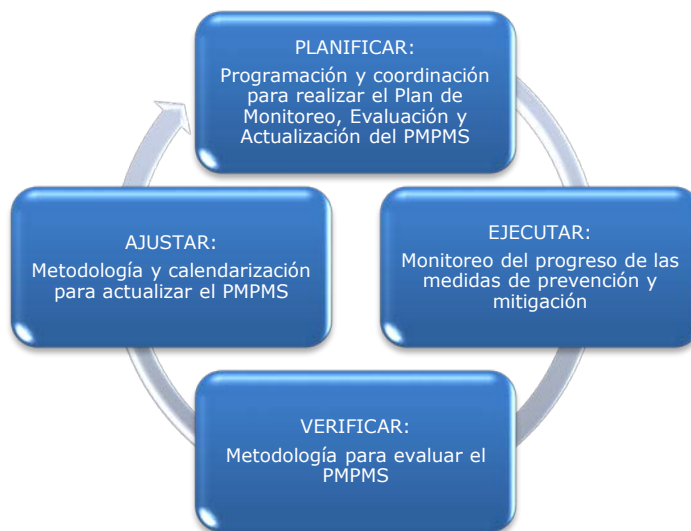 PLANIFICAR:
Programación y coordinación
para realizar el Plan de
Monitoreo, Evaluación y
Actualización del PMPMS
EJECUTAR:
Monitoreo del progreso de las
medidas de prevención y
mitigación
VERIFICAR:
Metodología para evaluar el
PMPMS
AJUSTAR:
Metodología y calendarización
para actualizar el PMPMS